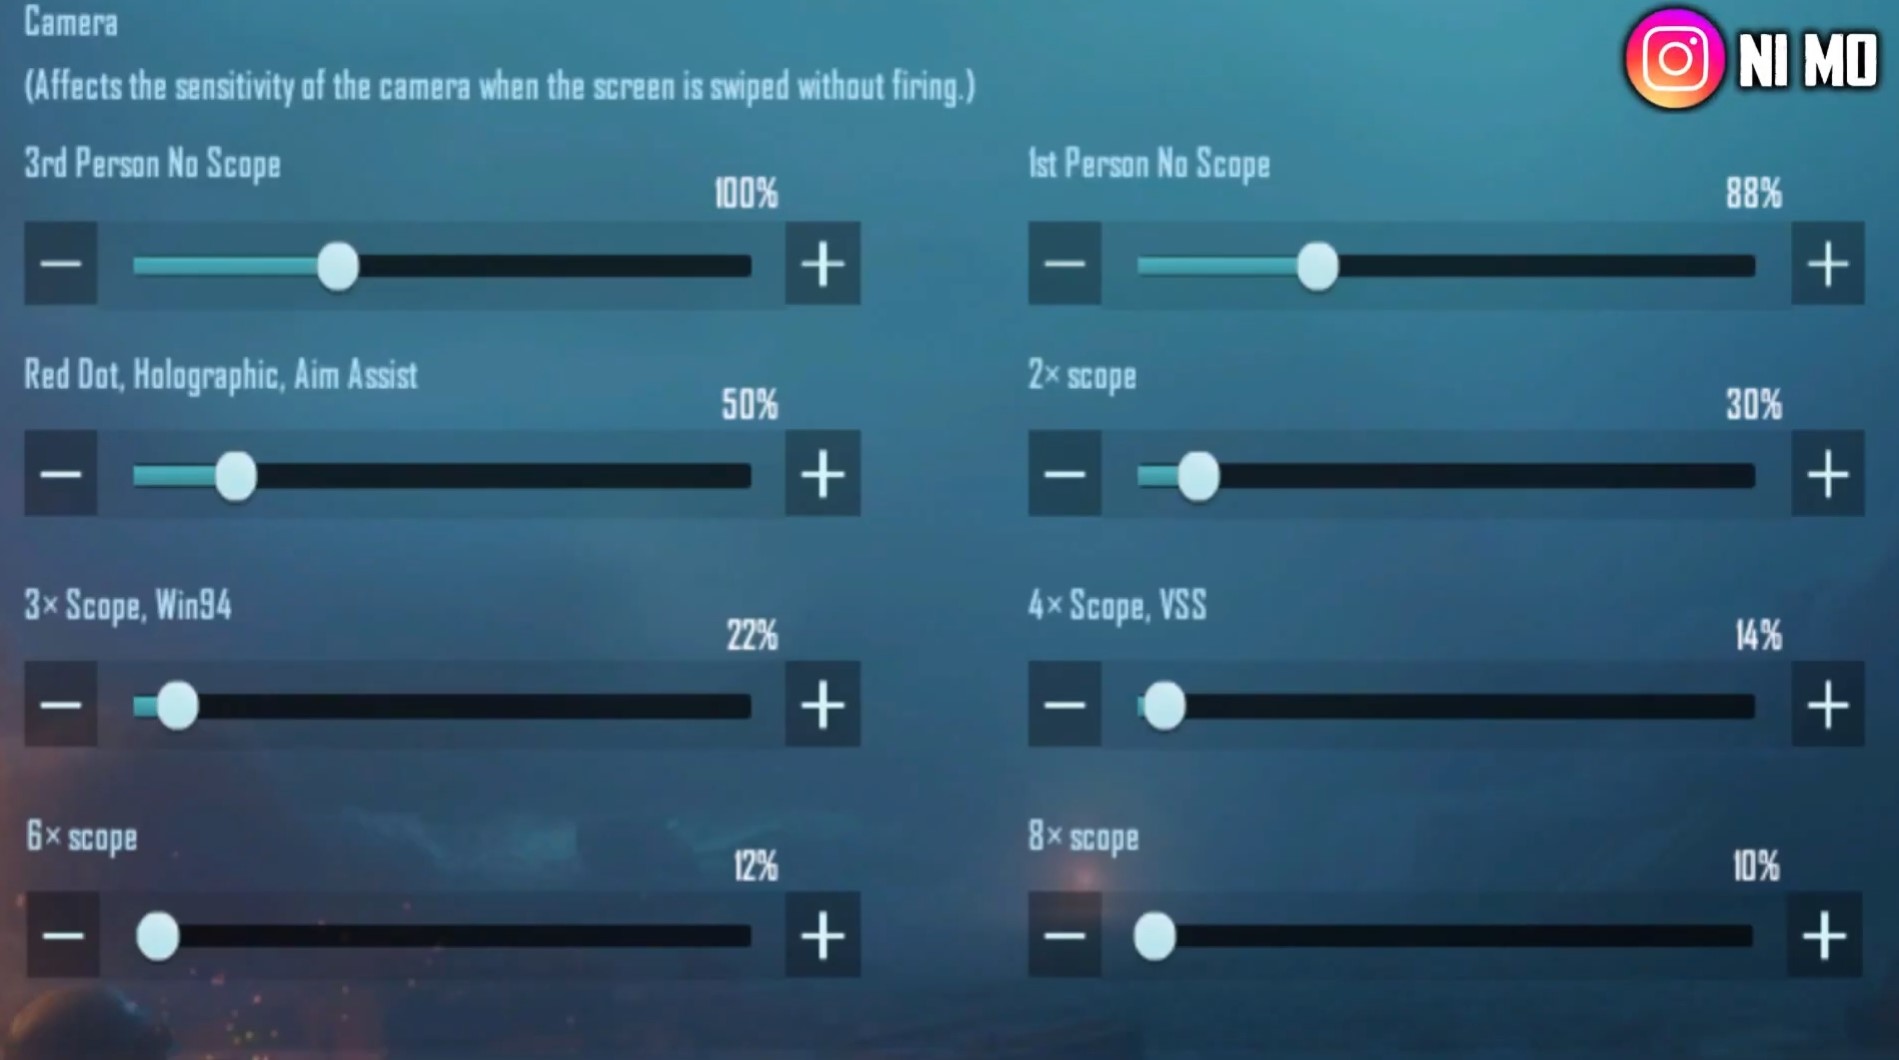 Camera
NI MO
(Affects the sensitivity of the camera when the screen is swiped without firing.)
3rd Person No Scope
100%
1st Person No Scope
88%
Red Dot, Holographic, Aim Assist
50%
2× scope
30%
3× Scope, Win94
22%
4× Scope, VSS
14%
6× scope
12%
8× scope
10%